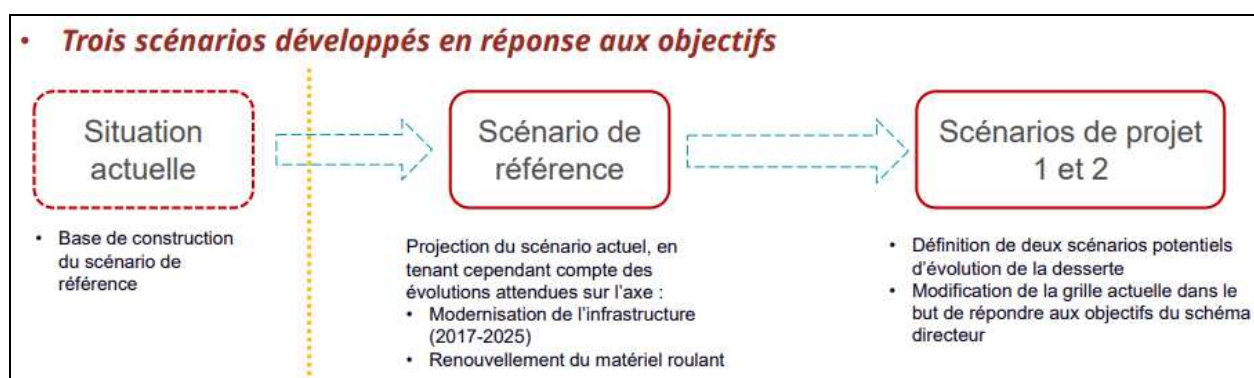 • Trois scénarios développés en réponse aux objectifs
Situation
actuelle
• Base de construction
du scénario de
référence
Scénario de
référence
Projection du scénario actuel, en
tenant cependant compte des
évolutions attendues sur l'axe :
• Modernisation de l'infrastructure
(2017-2025)
• Renouvellement du matériel roulant
Scénarios de projet
1 et 2
• Définition de deux scénarios potentiels
d'évolution de la desserte
• Modification de la grille actuelle dans le
but de répondre aux objectifs du schéma
directeur